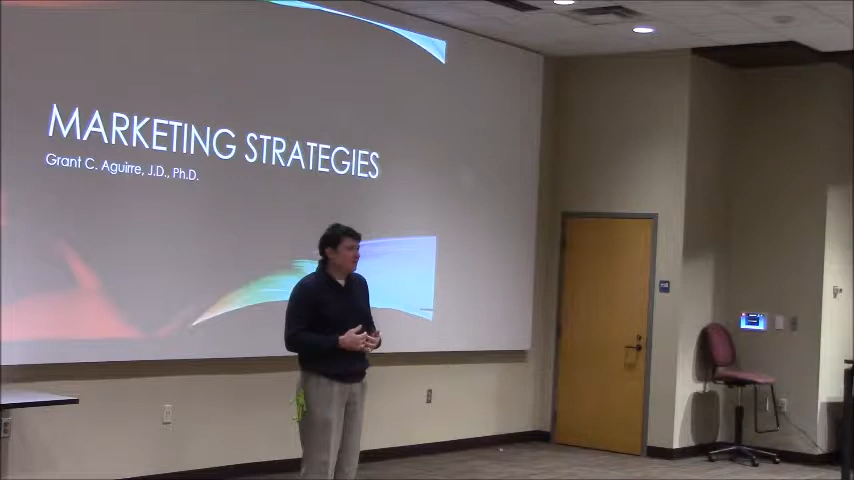 MARKETING STRATEGIES
Grant C. Aguirre, J.D., Ph.D.